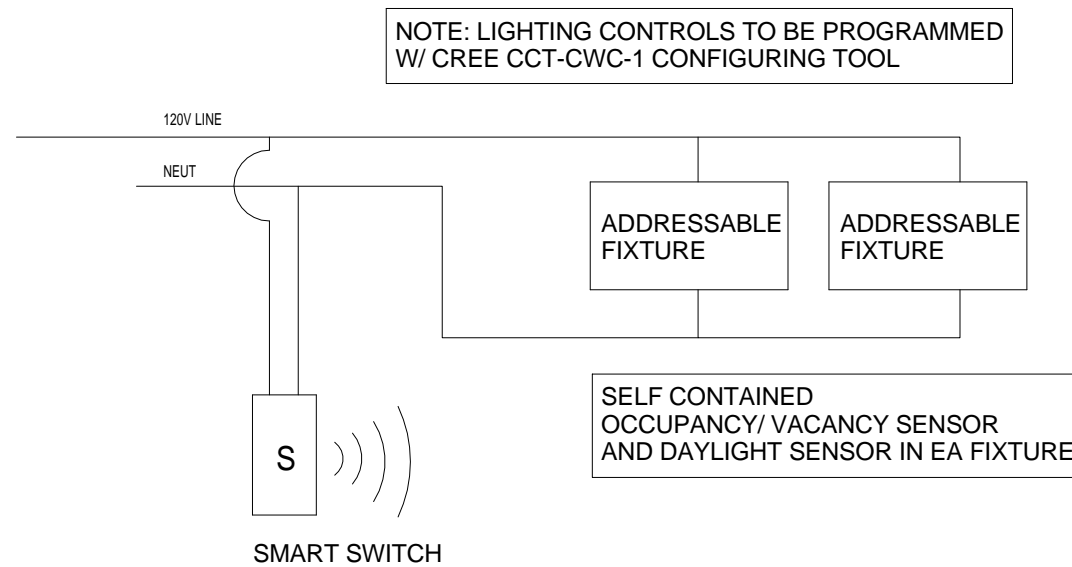 NOTE: LIGHTING CONTROLS TO BE PROGRAMMED
W/ CREE CCT-CWC-1 CONFIGURING TOOL
120V LINE
NEUT
ADDRESSABLE
FIXTURE
ADDRESSABLE
FIXTURE
SELF CONTAINED
OCCUPANCY/ VACANCY SENSOR
AND DAYLIGHT SENSOR IN EA FIXTURE
S
SMART SWITCH